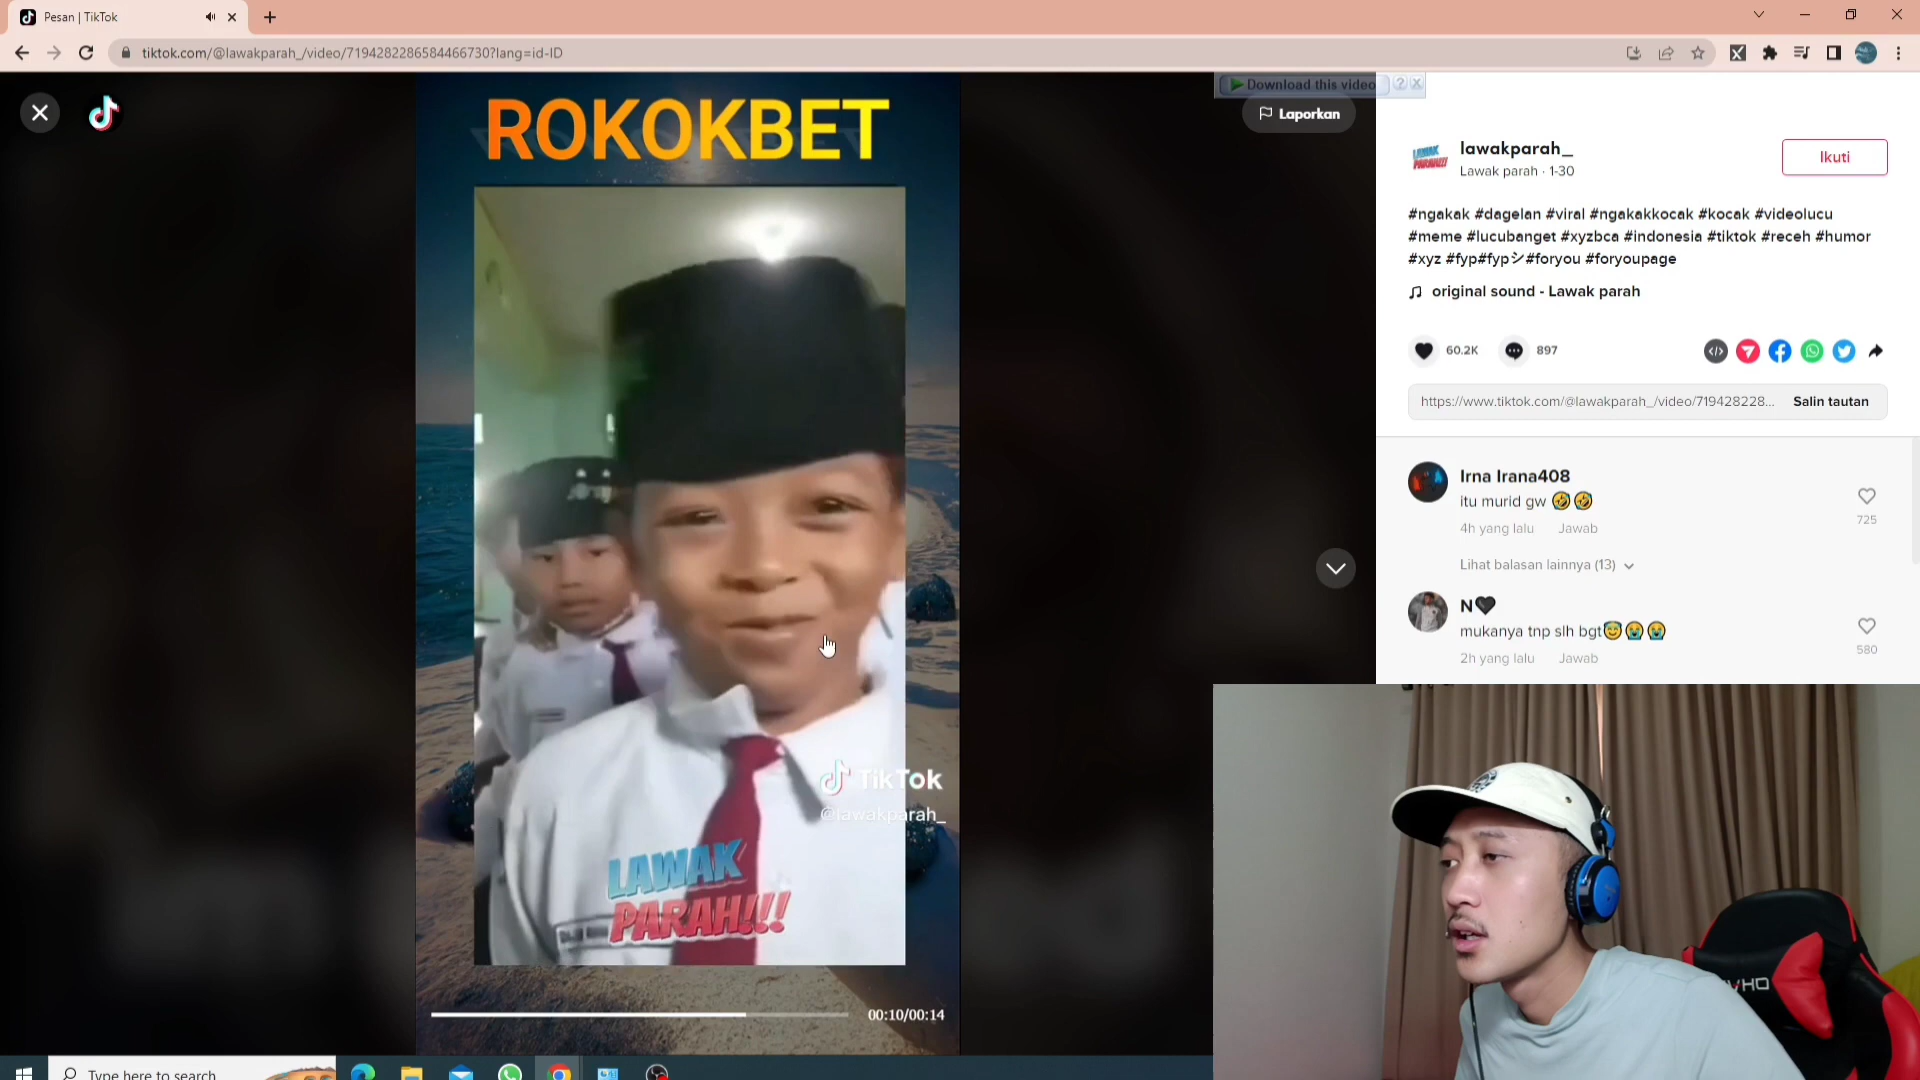 Pesan | TikTok
tiktok.com/@lawakparah_/video/7194282286584466730?lang=id-ID
ROKOKBET
Download this video
Laporkan
LAWAK
PARAH!!!
lawakparah_
Lawak parah · 1-30
Ikuti
#ngakak #dagelan #viral #ngakakkocak #kocak #videolucu
#meme #lucubanget #xyzbca #indonesia #tiktok #receh #humor
#xyz #fyp#fypシ#foryou #foryoupage
original sound - Lawak parah
60.2K
897
https://www.tiktok.com/@lawakparah_/video/719428228...
Salin tautan
Irna Irana408
itu murid gw 🤣🤣
725
4h yang lalu
Jawab
Lihat balasan lainnya (13)
N🖤
mukanya tnp slh bgt😇😭😭
580
2h yang lalu
Jawab
TikTok
@lawakparah_
LAWAK
PARAH!!!
00:10/00:14
Type here to search